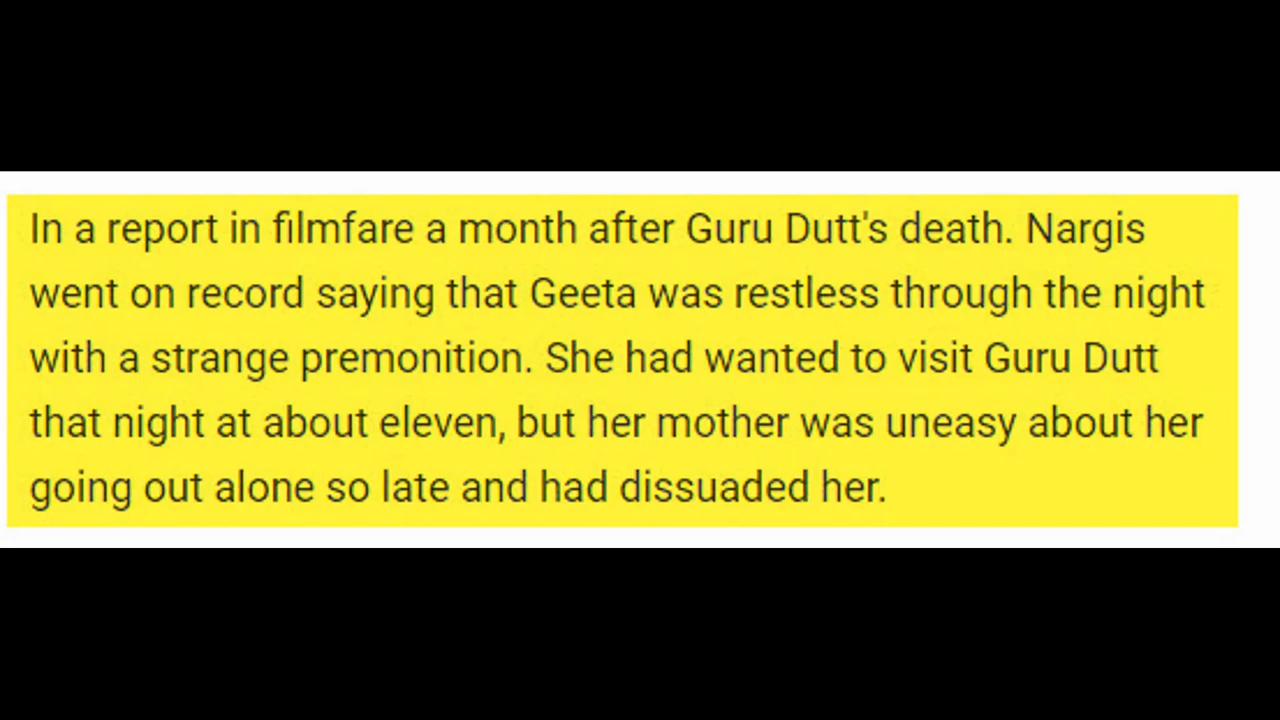 In a report in filmfare a month after Guru Dutt's death. Nargis
went on record saying that Geeta was restless through the night
with a strange premonition. She had wanted to visit Guru Dutt
that night at about eleven, but her mother was uneasy about her
going out alone so late and had dissuaded her.